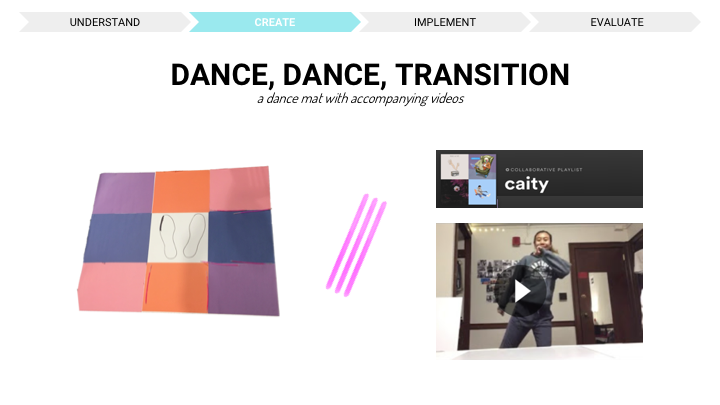 UNDERSTAND
CREATE
IMPLEMENT
EVALUATE
DANCE, DANCE, TRANSITION
a dance mat with accompanying videos
COLLABORATIVE PLAYLIST
caity